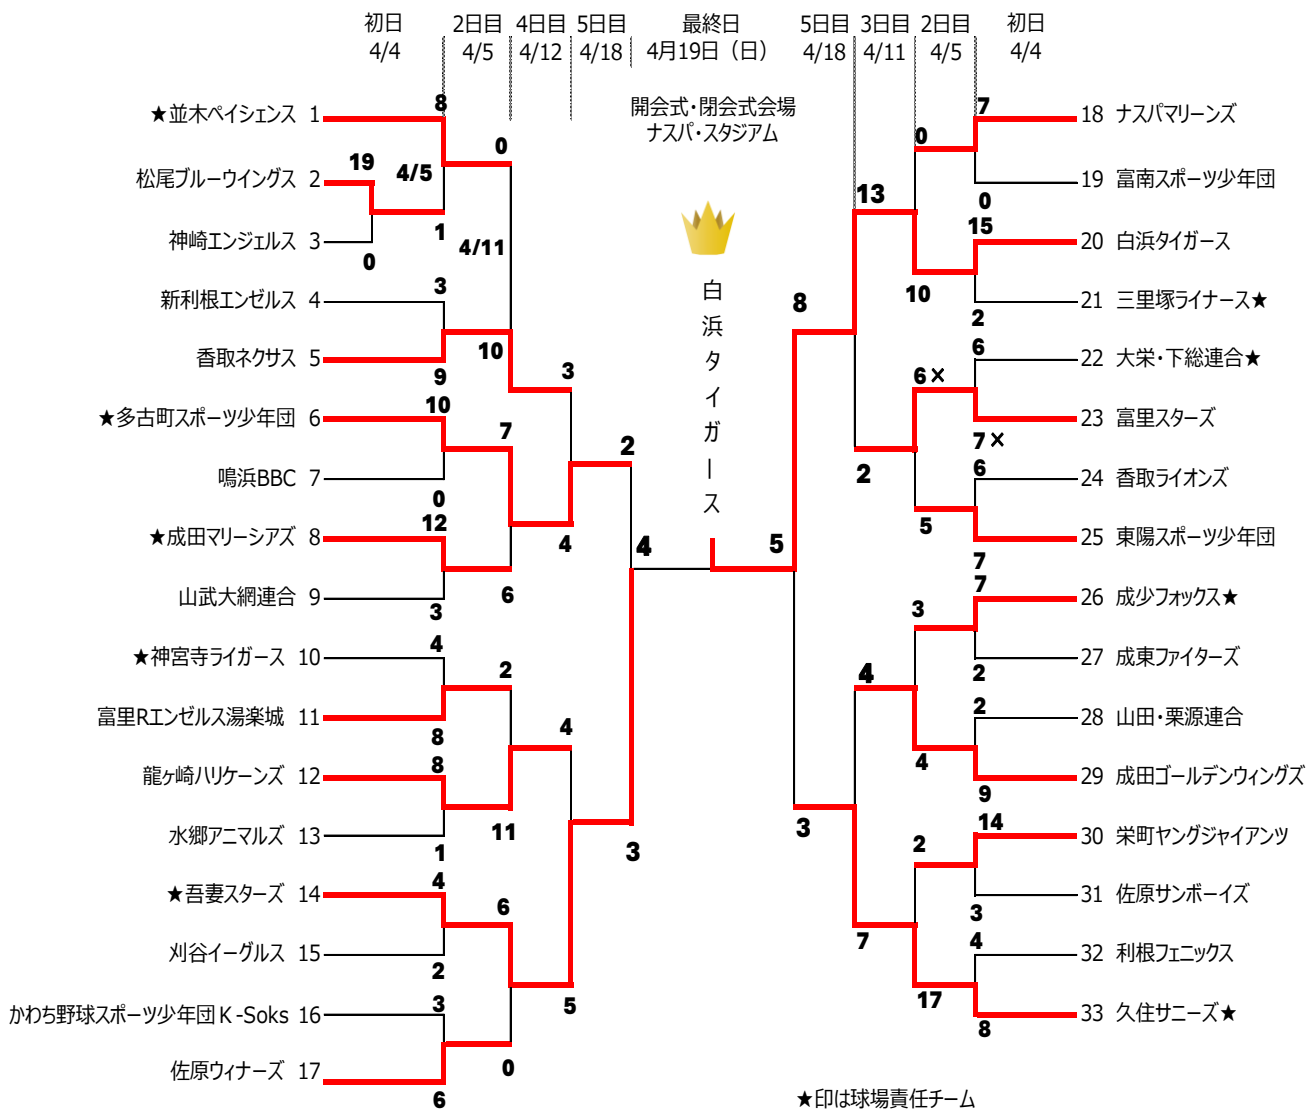 初日
4/4
2日目
4/5
4日目
4/12
5日目
4/18
最終日
4月19日（日）
5日目
4/18
3日目
4/11
2日目
4/5
初日
4/4
開会式・閉会式会場
ナスパ・スタジアム
白浜タイガース
★並木ペイシェンス 1
松尾ブルーウイングス 2
神崎エンジェルス 3
新利根エンゼルス 4
香取ネクサス 5
★多古町スポーツ少年団 6
鳴浜BBC 7
★成田マリーシアズ 8
山武大網連合 9
★神宮寺ライガース 10
富里Rエンゼルス湯楽城 11
龍ヶ崎ハリケーンズ 12
水郷アニマルズ 13
★吾妻スターズ 14
刈谷イーグルス 15
かわち野球スポーツ少年団K-Soks 16
佐原ウィナーズ 17
8
19
4/5
1
0
3
9
10
0
12
3
4
8
8
1
4
2
3
6
0
4/11
10
7
6
2
11
6
0
3
4
4
5
2
3
4
5
8
3
13
2
4
7
0
10
6×
5
3
4
2
17
7
0
15
2
6
7×
6
7
7
2
2
9
14
3
4
8
18 ナスパマリーンズ
19 富南スポーツ少年団
20 白浜タイガース
21 三里塚ライナース★
22 大栄・下総連合★
23 富里スターズ
24 香取ライオンズ
25 東陽スポーツ少年団
26 成少フォックス★
27 成東ファイターズ
28 山田・栗源連合
29 成田ゴールデンウィングズ
30 栄町ヤングジャイアンツ
31 佐原サンボーイズ
32 利根フェニックス
33 久住サニーズ★
★印は球場責任チーム